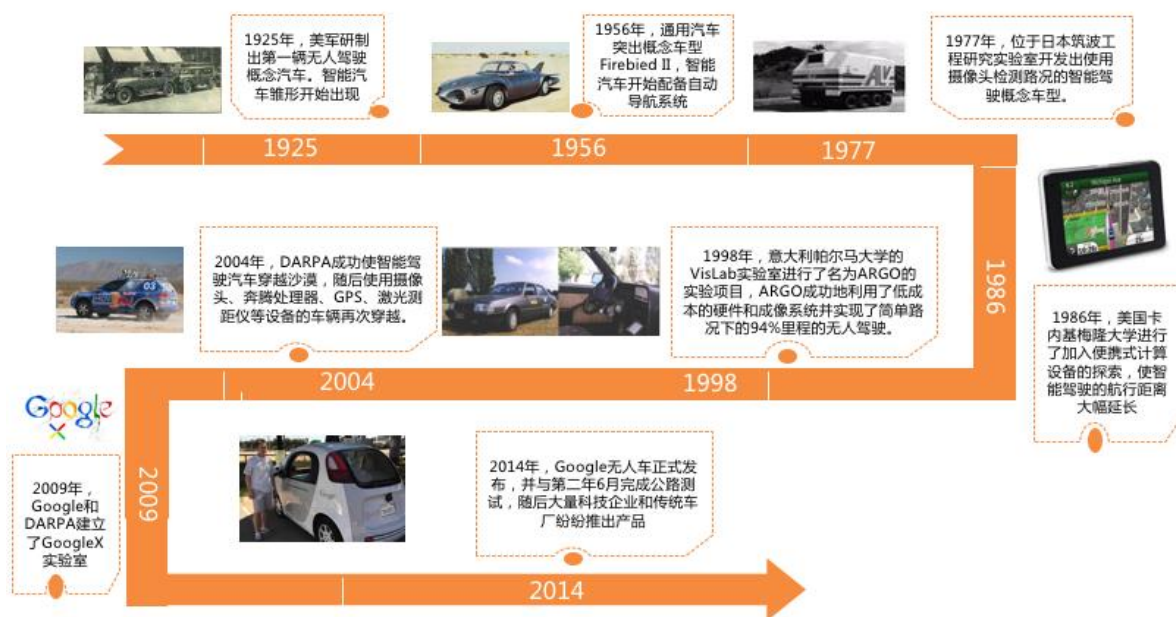 1925年，美军研制
出第一辆无人驾驶
概念汽车。智能汽
车雏形开始出现
1956年，通用汽车
突出概念车型
Firebied II，智能
汽车开始配备自动
导航系统
1977年，位于日本筑波工
程研究实验室开发出使用
摄像头检测路况的智能驾
驶概念车型。
1925
1956
1977
1986
1986年，美国卡
内基梅隆大学进行
了加入便携式计算
设备的探索，使智
能驾驶的航行距离
大幅延长
1998年，意大利帕尔马大学的
VisLab实验室进行了名为ARGO的
实验项目，ARGO成功地利用了低成
本的硬件和成像系统并实现了简单路
况下的94%里程的无人驾驶。
2004年，DARPA成功使智能驾
驶汽车穿越沙漠，随后使用摄像
头、奔腾处理器、GPS、激光测
距仪等设备的车辆再次穿越。
03
1998
2004
Google
X
2009年，
Google和
DARPA建立
了GoogleX
实验室
2009
Google
2014年，Google无人车正式发
布，并与第二年6月完成公路测
试，随后大量科技企业和传统车
厂纷纷推出产品
2014